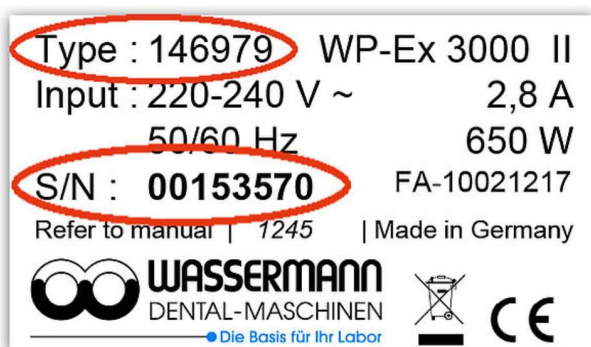 Type : 146979 WP-Ex 3000 II
Input : 220-240 V ~ 2,8 A
50/60 Hz 650 W
S/N : 00153570 FA-10021217
Refer to manual | 1245 | Made in Germany
WASSERMANN
DENTAL-MASCHINEN
Die Basis für Ihr Labor
CE